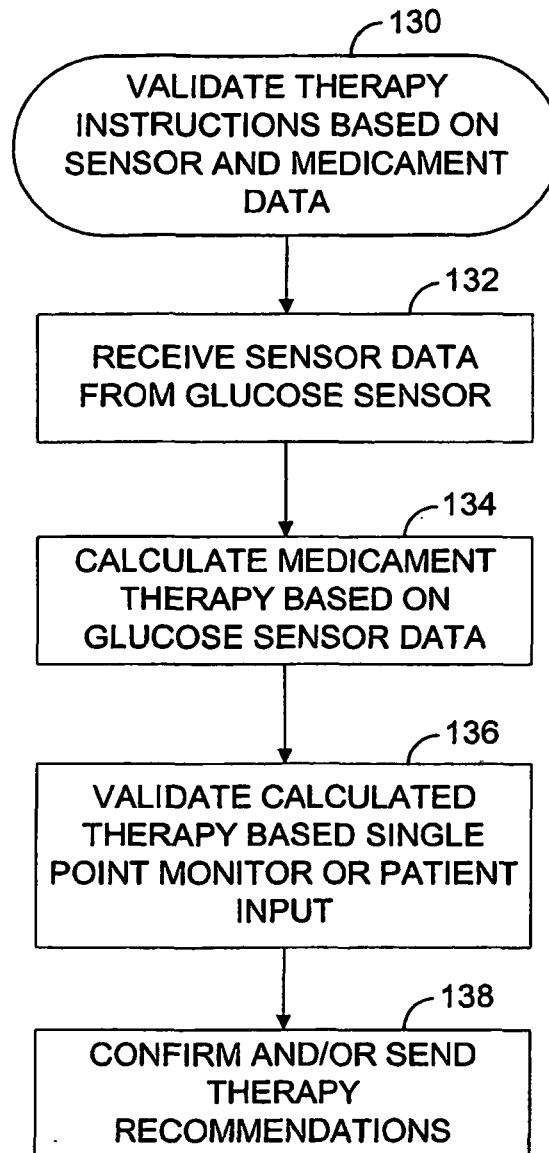 130
VALIDATE THERAPY
INSTRUCTIONS BASED ON
SENSOR AND MEDICAMENT
DATA
132
RECEIVE SENSOR DATA
FROM GLUCOSE SENSOR
134
CALCULATE MEDICAMENT
THERAPY BASED ON
GLUCOSE SENSOR DATA
136
VALIDATE CALCULATED
THERAPY BASED SINGLE
POINT MONITOR OR PATIENT
INPUT
138
CONFIRM AND/OR SEND
THERAPY
RECOMMENDATIONS